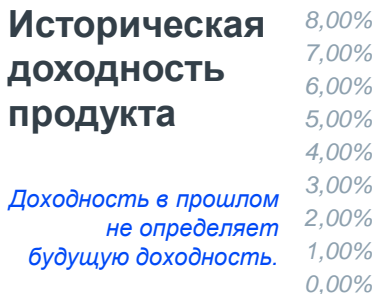 Историческая
доходность
продукта
Доходность в прошлом
не определяет
будущую доходность.
8,00%
7,00%
6,00%
5,00%
4,00%
3,00%
2,00%
1,00%
0,00%